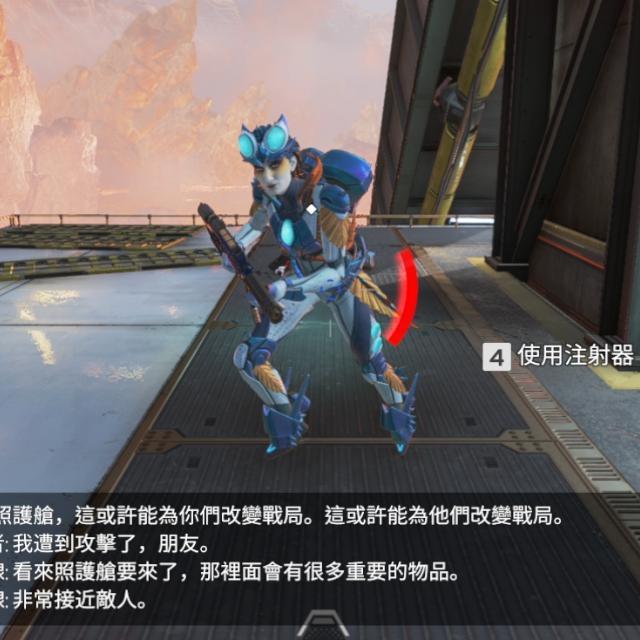 4 使用注射器
照護艙，這或許能為你們改變戰局。這或許能為他們改變戰局。
者: 我遭到攻擊了，朋友。
: 看來照護艙要來了，那裡面會有很多重要的物品。
: 非常接近敵人。